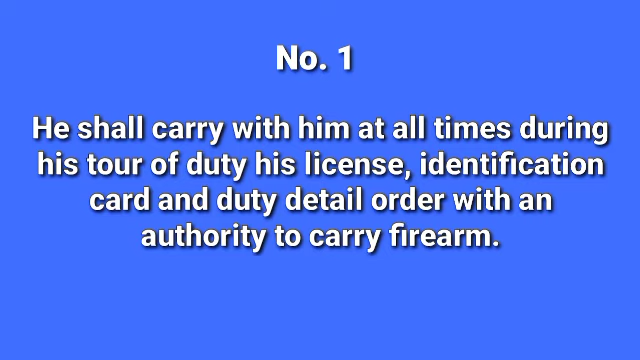 No. 1
He shall carry with him at all times during
his tour of duty his license, identification
card and duty detail order with an
authority to carry firearm.